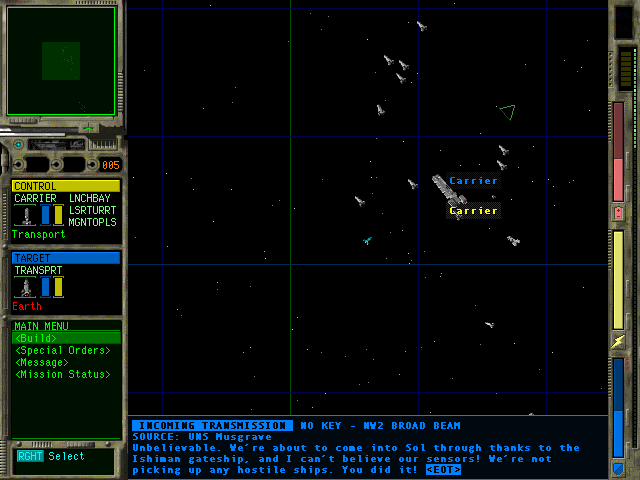 005
CONTROL
CARRIER LNCHBAY
LSRTURRT
MGNTOPLS
Transport
TARGET
TRANSPRT
Earth
MAIN MENU
<Build>
<Special Orders>
<Message>
<Mission Status>
RGHT Select
Carrier
Carrier
INCOMING TRANSMISSION NO KEY - NW2 BROAD BEAM
SOURCE: UNS Musgrave
Unbelievable. We're about to come into Sol through thanks to the
Ishiman gateship, and I can't believe our sensors! We're not
picking up any hostile ships. You did it! <EOT>